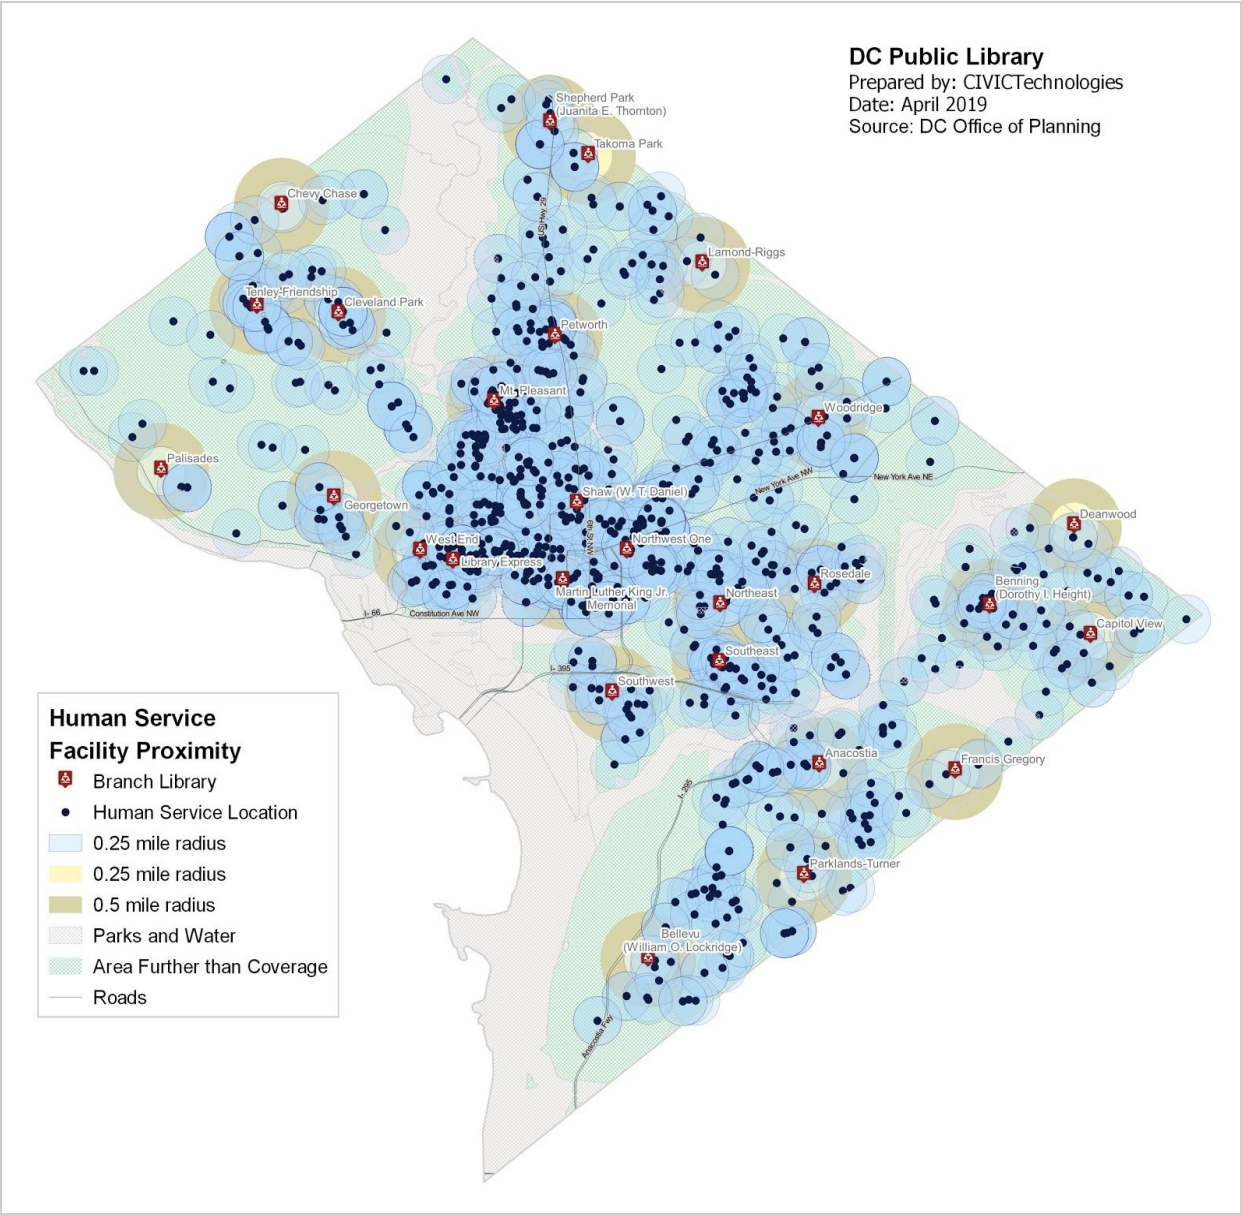 DC Public Library
Prepared by: CIVICTechnologies
Date: April 2019
Source: DC Office of Planning
Shepherd Park
(Juanita E. Thornton)
Takoma Park
Chevy Chase
US Hwy 29
Lamond-Riggs
Tenley-Friendship
Cleveland Park
Petworth
Mt. Pleasant
Woodridge
Palisades
New York Ave NW
New York Ave NE
Shaw (W. T. Daniel)
Georgetown
Deanwood
6th St NW
West End
Northwest One
Library Express
Rosedale
Benning
(Dorothy I. Height)
Martin Luther King Jr.
Memorial
Northeast
I- 66
Constitution Ave NW
Capitol View
Southeast
I- 395
Southwest
Anacostia
Francis Gregory
I- 295
Parklands-Turner
Bellevu
(William O. Lockridge)
Anacostia Fwy
Human Service
Facility Proximity
Branch Library
Human Service Location
0.25 mile radius
0.25 mile radius
0.5 mile radius
Parks and Water
Area Further than Coverage
Roads